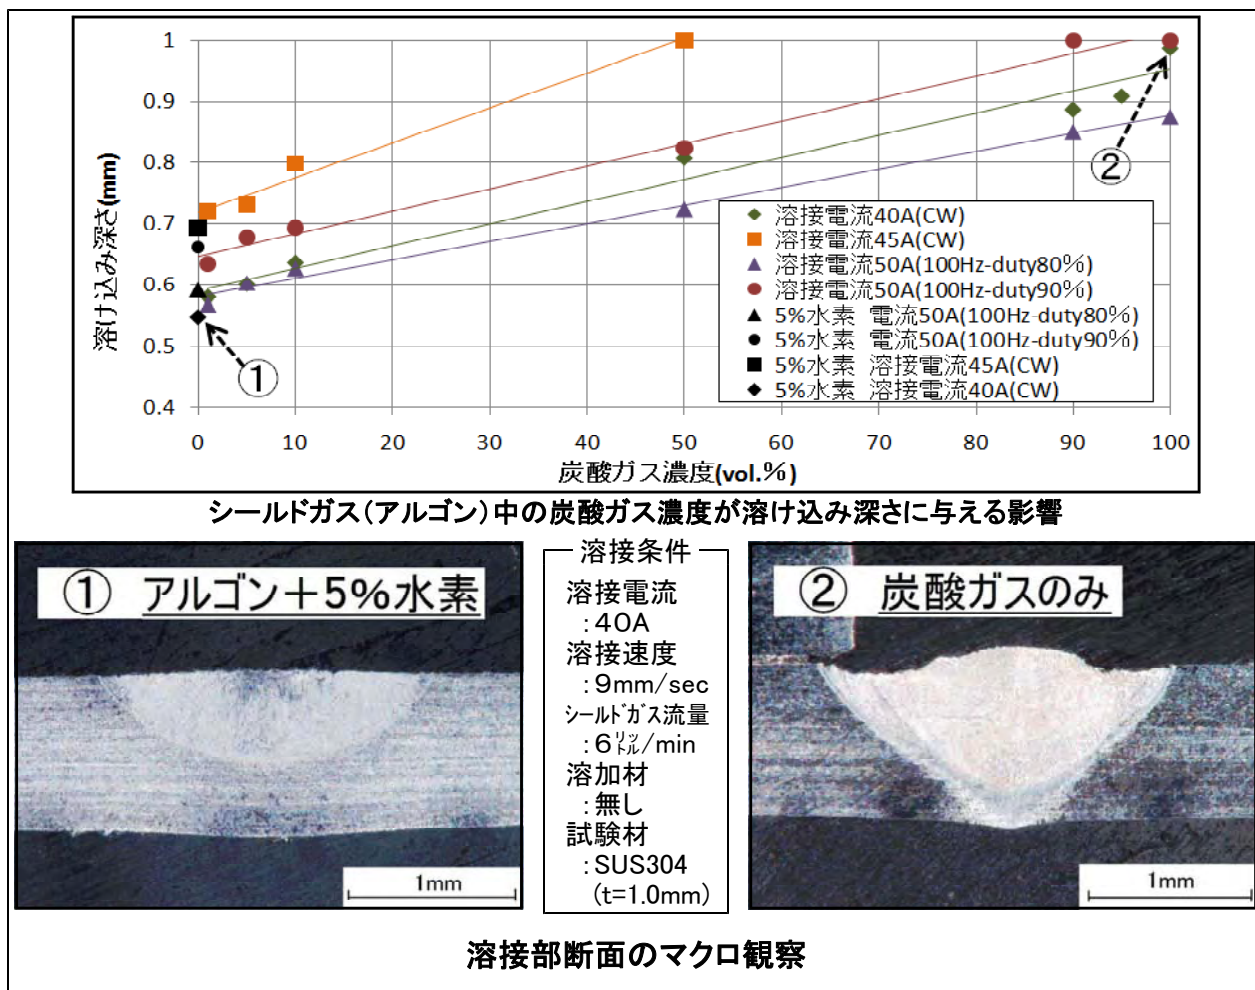 1
0.9
0.8
0.7
0.6
0.5
0.4
溶け込み深さ(mm)
①
②
◆ 溶接電流40A(CW)
■ 溶接電流45A(CW)
▲ 溶接電流50A(100Hz-duty80%)
● 溶接電流50A(100Hz-duty90%)
▲ 5%水素 電流50A(100Hz-duty80%)
● 5%水素 電流50A(100Hz-duty90%)
■ 5%水素 溶接電流45A(CW)
◆ 5%水素 溶接電流40A(CW)
0 10 20 30 40 50 60 70 80 90 100
炭酸ガス濃度(vol.%)
シールドガス(アルゴン)中の炭酸ガス濃度が溶け込み深さに与える影響
① アルゴン+5%水素
1mm
溶接条件
溶接電流
:40A
溶接速度
:9mm/sec
シールドガス流量
:6リットル/min
溶加材
:無し
試験材
:SUS304
(t=1.0mm)
② 炭酸ガスのみ
1mm
溶接部断面のマクロ観察